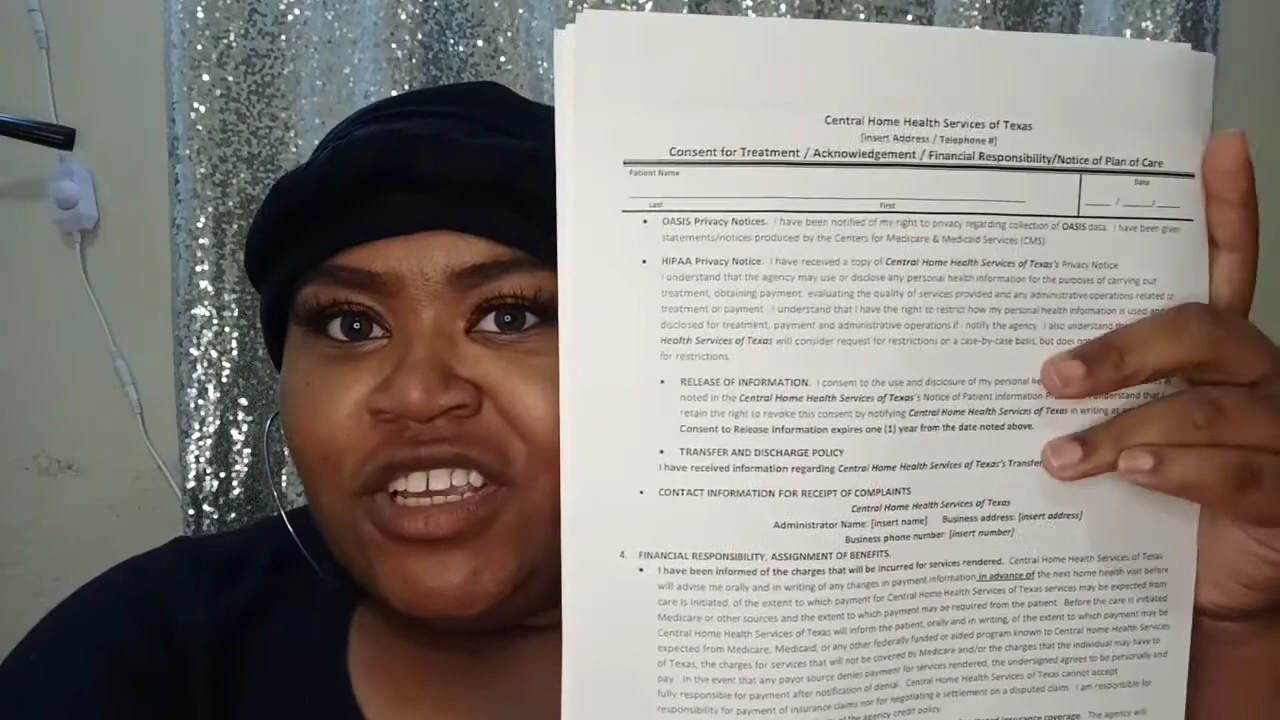 Central Home Health Services of Texas
[insert Address / Telephone #]
Consent for Treatment / Acknowledgement / Financial Responsibility/Notice of Plan of Care
Patient Name
Date
Last First
___ / ___/___
• OASIS Privacy Notices. I have been notified of my right to privacy regarding collection of OASIS data. I have been given
statements/notices produced by the Centers for Medicare & Medicaid Services (CMS)
• HIPAA Privacy Notice. I have received a copy of Central Home Health Services of Texas's Privacy Notice
I understand that the agency may use or disclose any personal health information for the purposes of carrying out
treatment, obtaining payment, evaluating the quality of services provided and any administrative operations related to
treatment or payment. I understand that I have the right to restrict how my personal health information is used and
disclosed for treatment, payment and administrative operations if I notify the agency. I also understand
Health Services of Texas will consider request for restrictions on a case-by-case basis, but does
for restrictions.
• RELEASE OF INFORMATION. I consent to the use and disclosure of my personal
noted in the Central Home Health Services of Texas's Notice of Patient Information understand that I
retain the right to revoke this consent by notifying Central Home Health Services of Texas in writing at
Consent to Release Information expires one (1) year from the date noted above.
• TRANSFER AND DISCHARGE POLICY
I have received information regarding Central Home Health Services of Texas's Transfer
• CONTACT INFORMATION FOR RECEIPT OF COMPLAINTS
Central Home Health Services of Texas
Administrator Name: [insert name] Business address: [insert address]
Business phone number: [insert number]
4. FINANCIAL RESPONSIBILITY, ASSIGNMENT OF BENEFITS.
• I have been informed of the charges that will be incurred for services rendered. Central Home Health Services of Texas
will advise me orally and in writing of any changes in payment information in advance of the next home health visit before
care is initiated, of the extent to which payment for Central Home Health Services of Texas services may be expected from
Medicare or other sources and the extent to which payment may be required from the patient. Before the care is initiated
Central Home Health Services of Texas will inform the patient, orally and in writing, of the extent to which payment may be
expected from Medicare, Medicaid, or any other federally funded or aided program known to Central Home Health Services
of Texas, the charges for services that will not be covered by Medicare and/or the charges that the individual may have to
pay. In the event that any payor source denies payment for services rendered, the undersigned agrees to be personally and
fully responsible for payment after notification of denial. Central Home Health Services of Texas cannot accept
responsibility for payment of insurance claims nor for negotiating a settlement on a disputed claim. I am responsible for
of the agency credit policy.
insurance coverage. The agency will